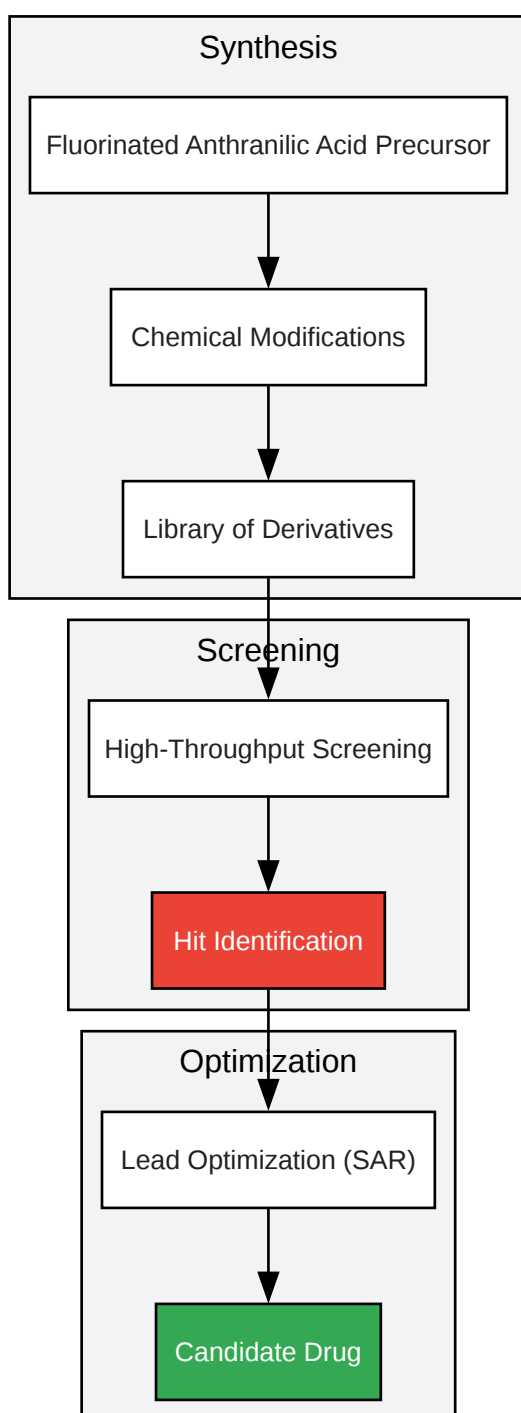 Synthesis
Fluorinated Anthranilic Acid Precursor
Chemical Modifications
Library of Derivatives
Screening
High-Throughput Screening
Hit Identification
Optimization
Lead Optimization (SAR)
Candidate Drug